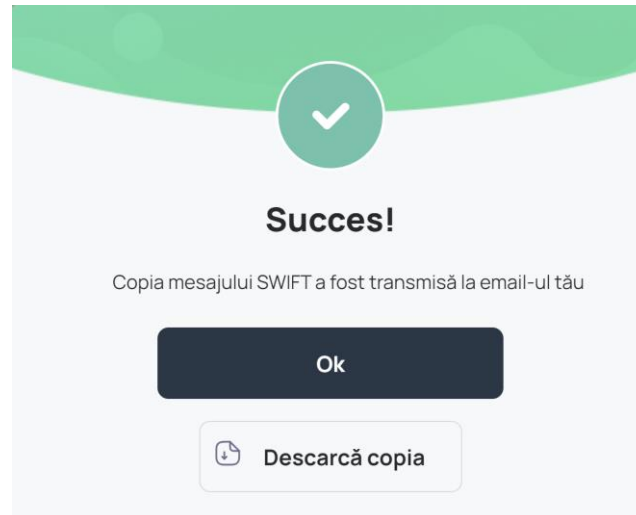 Succes!
Copia mesajului SWIFT a fost transmisă la email-ul tău
Ok
Descarcă copia